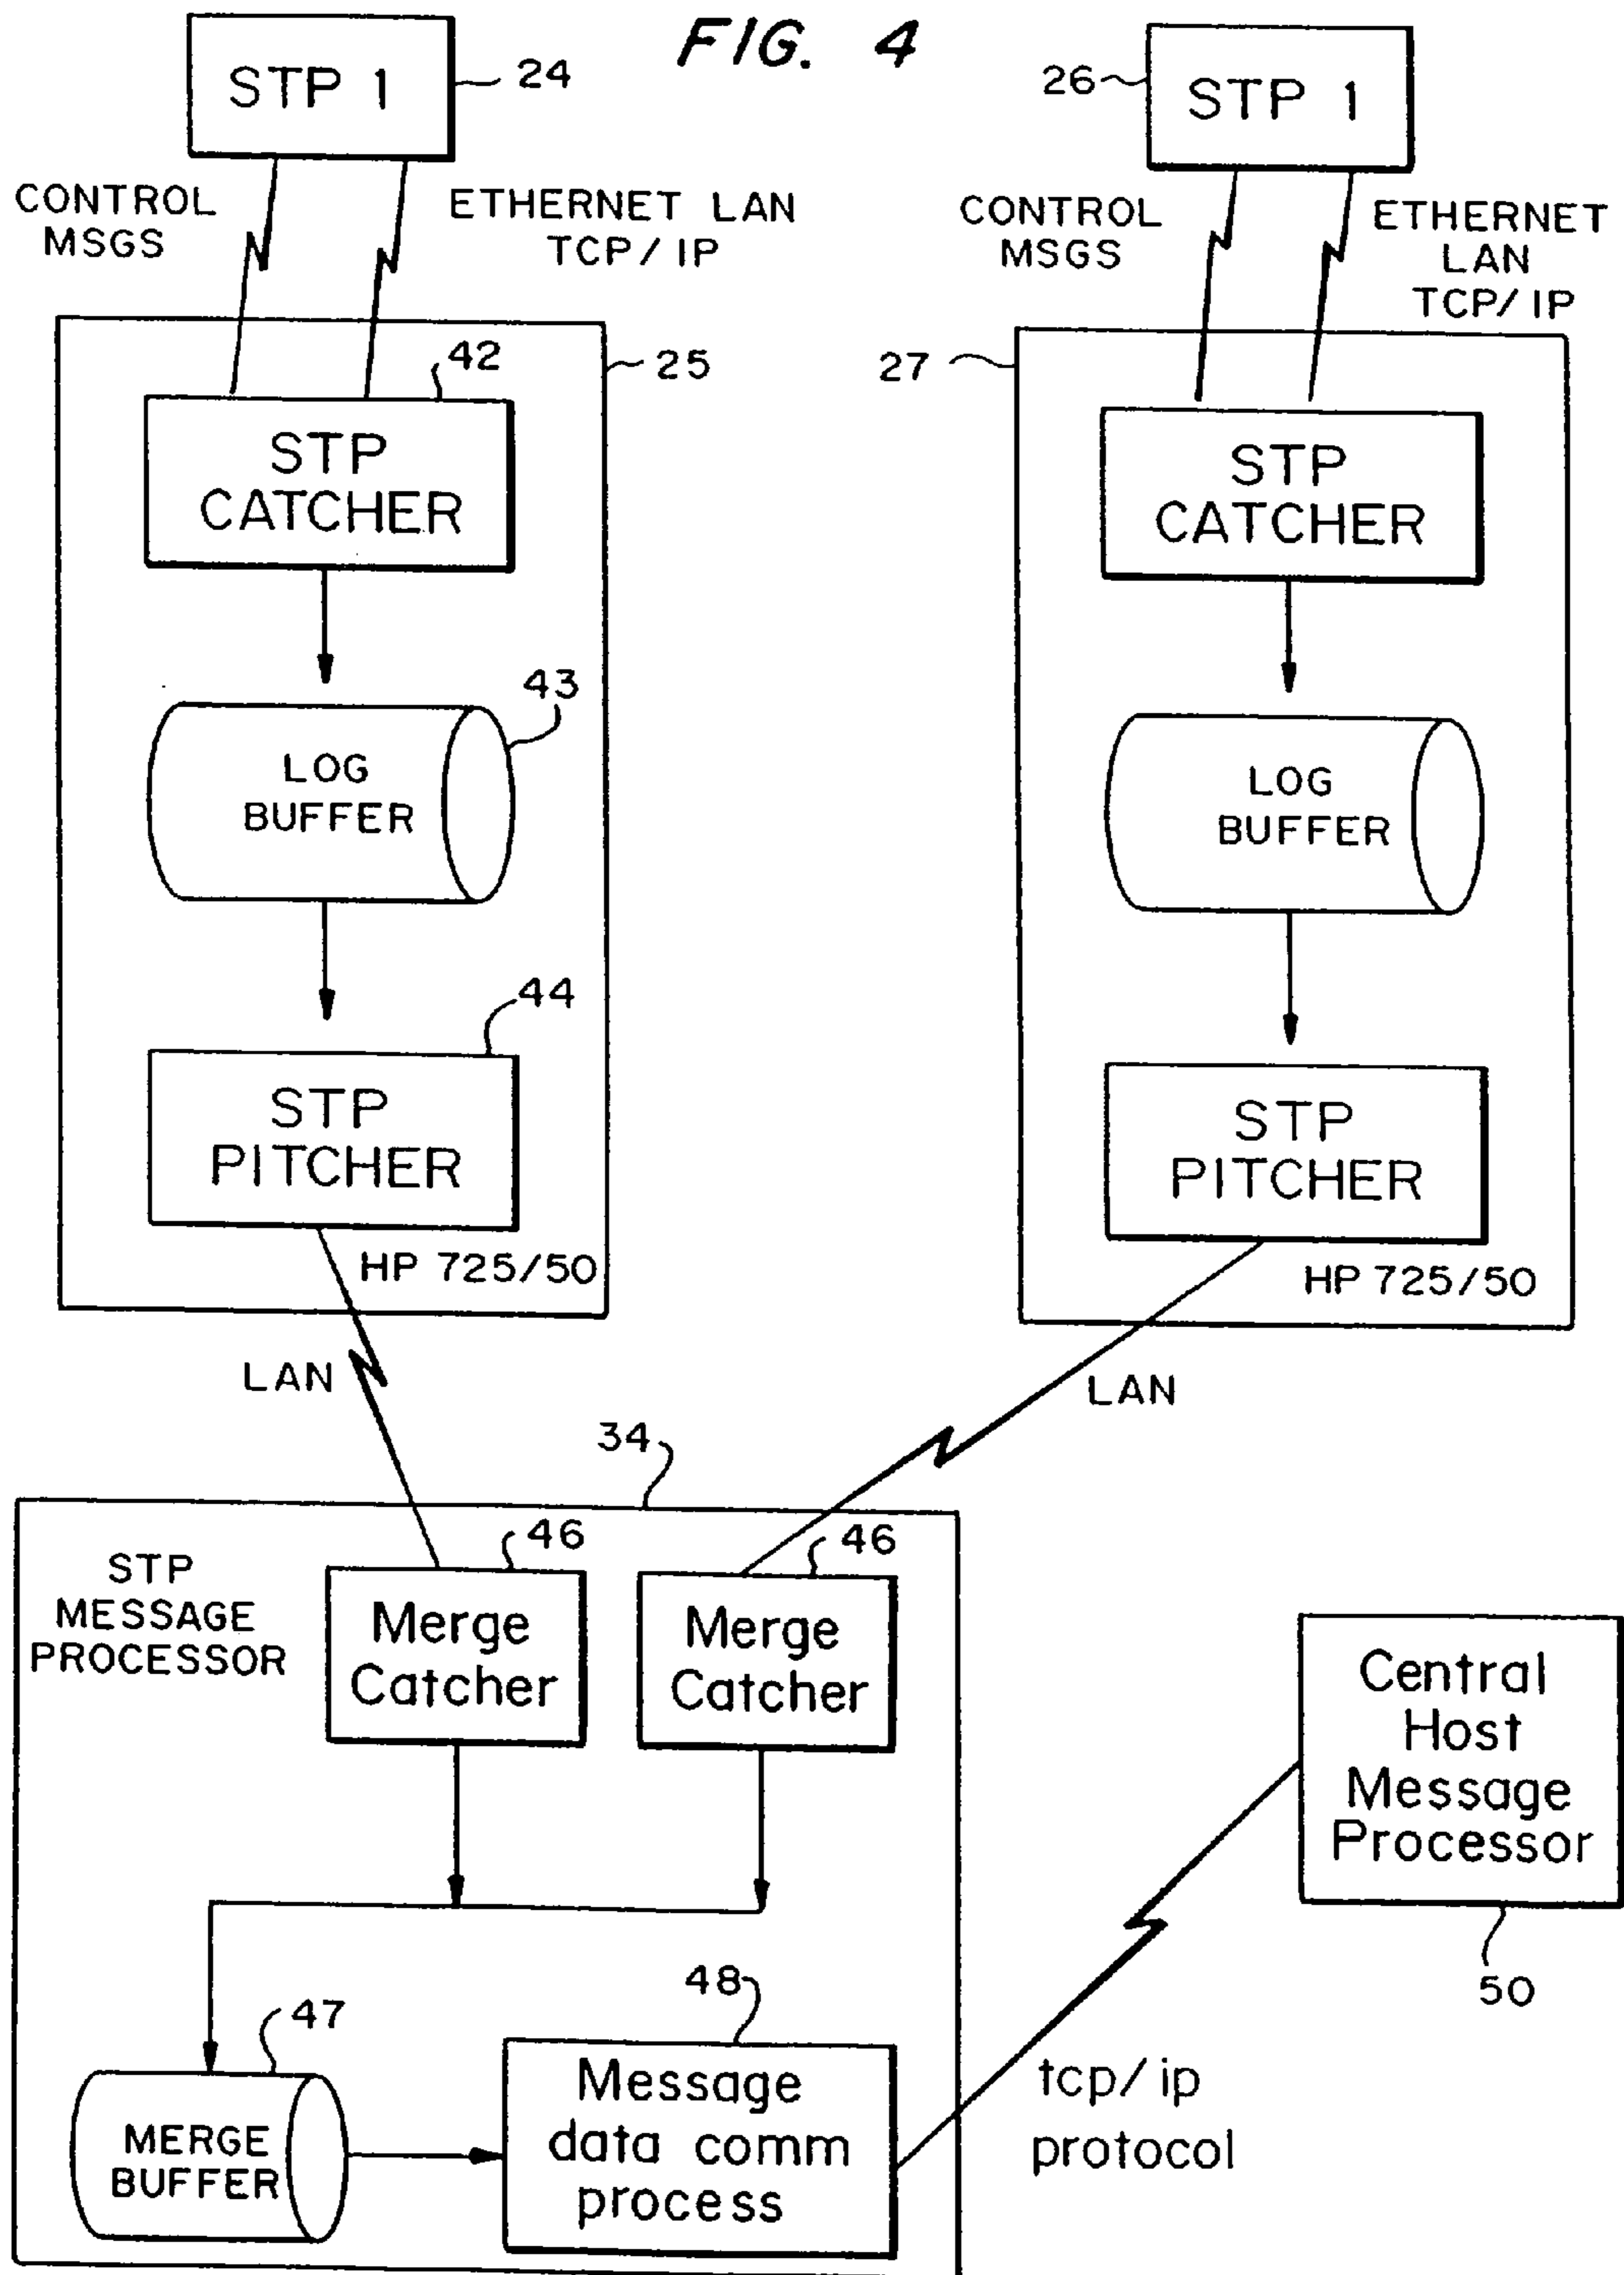 FIG. 4
STP 1
24
26
STP 1
CONTROL
MSGS
ETHERNET LAN
TCP/IP
CONTROL
MSGS
ETHERNET
LAN
TCP/IP
42
25
27
STP
CATCHER
STP
CATCHER
43
LOG
BUFFER
LOG
BUFFER
44
STP
PITCHER
STP
PITCHER
HP 725/50
HP 725/50
LAN
LAN
34
STP
MESSAGE
PROCESSOR
46
46
Merge
Catcher
Merge
Catcher
Central
Host
Message
Processor
50
47
48
MERGE
BUFFER
Message
data comm
process
tcp/ip
protocol